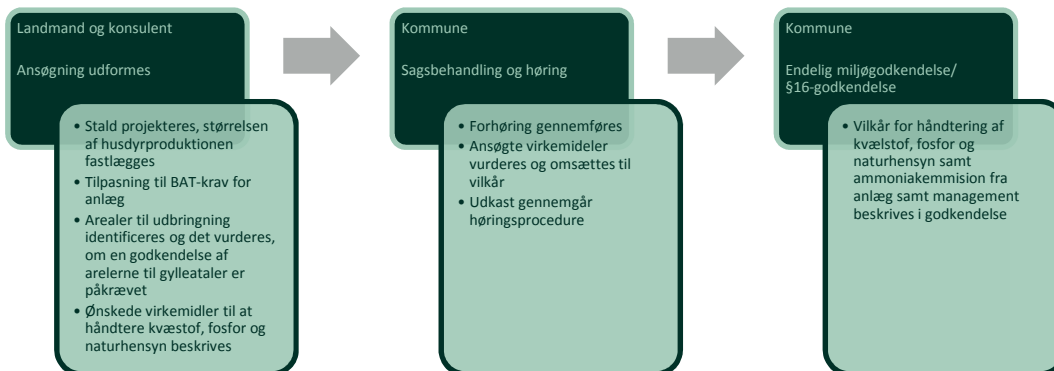 Landmand og konsulent
Ansøgning udformes
• Stald projekteres, størrelsen
af husdyrproduktionen
fastlægges
• Tilpasning til BAT-krav for
anlæg
• Arealer til udbringning
identificeres og det vurderes,
om en godkendelse af
arelerne til gylleataler er
påkrævet
• Ønskede virkemidler til at
håndtere kvæstof, fosfor og
naturhensyn beskrives
Kommune
Sagsbehandling og høring
• Forhøring gennemføres
• Ansøgte virkemideler
vurderes og omsættes til
vilkår
• Udkast gennemgår
høringsprocedure
Kommune
Endelig miljøgodkendelse/
§16-godkendelse
• Vilkår for håndtering af
kvælstof, fosfor og
naturhensyn samt
ammoniakemmision fra
anlæg samt management
beskrives i godkendelse